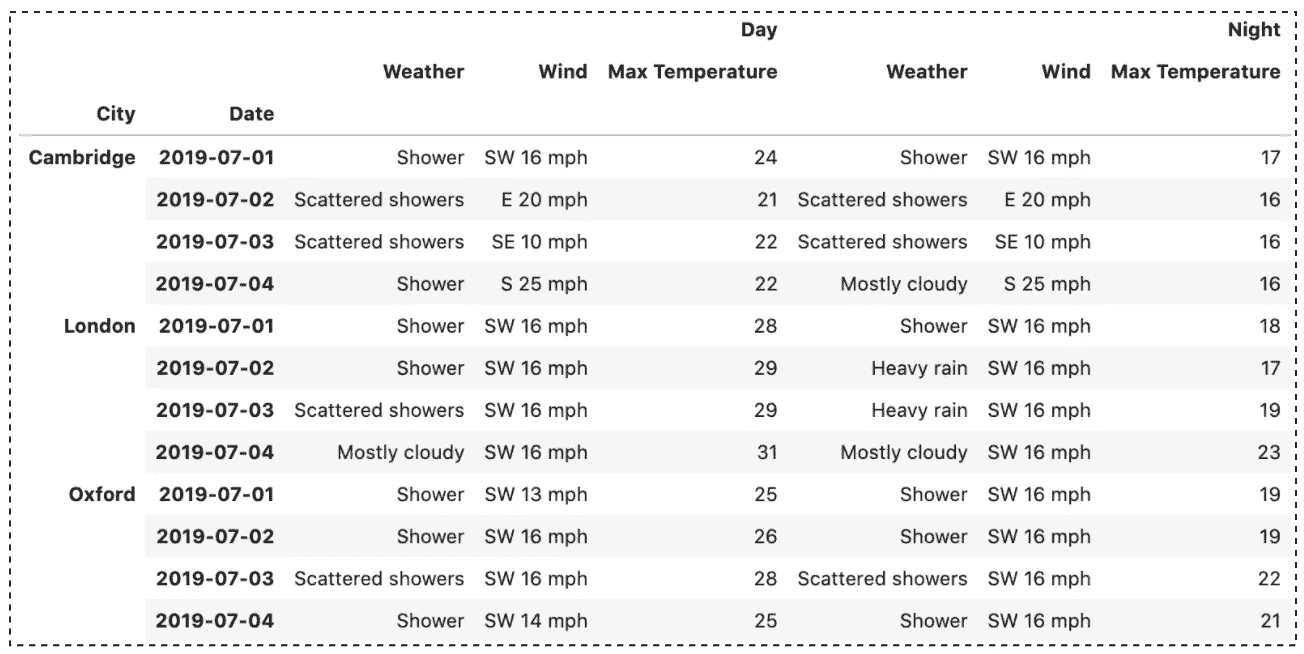 Day Night
Weather Wind Max Temperature Weather Wind Max Temperature
City Date
Cambridge 2019-07-01 Shower SW 16 mph 24 Shower SW 16 mph 17
2019-07-02 Scattered showers E 20 mph 21 Scattered showers E 20 mph 16
2019-07-03 Scattered showers SE 10 mph 22 Scattered showers SE 10 mph 16
2019-07-04 Shower S 25 mph 22 Mostly cloudy S 25 mph 16
London 2019-07-01 Shower SW 16 mph 28 Shower SW 16 mph 18
2019-07-02 Shower SW 16 mph 29 Heavy rain SW 16 mph 17
2019-07-03 Scattered showers SW 16 mph 29 Heavy rain SW 16 mph 19
2019-07-04 Mostly cloudy SW 16 mph 31 Mostly cloudy SW 16 mph 23
Oxford 2019-07-01 Shower SW 13 mph 25 Shower SW 16 mph 19
2019-07-02 Shower SW 16 mph 26 Shower SW 16 mph 19
2019-07-03 Scattered showers SW 16 mph 28 Scattered showers SW 16 mph 22
2019-07-04 Shower SW 14 mph 25 Shower SW 16 mph 21